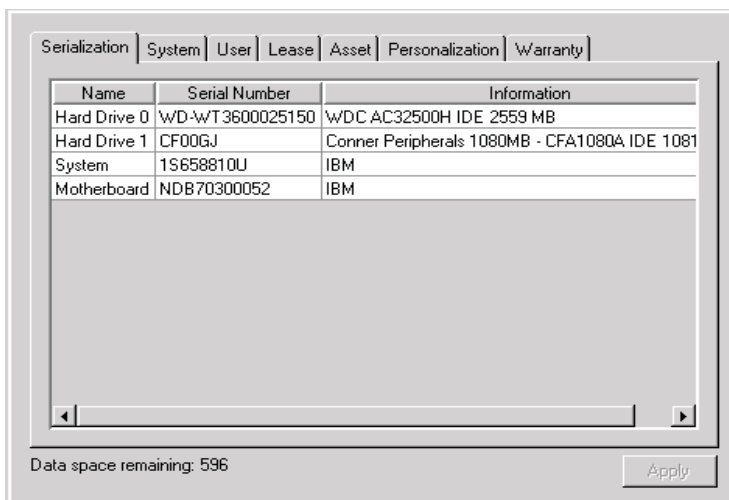 Serialization System User Lease Asset Personalization Warranty
Name Serial Number Information
Hard Drive 0 WD-WT3600025150 WDC AC32500H IDE 2559 MB
Hard Drive 1 CF00GJ Conner Peripherals 1080MB - CFA1080A IDE 1081
System 1S658810U IBM
Motherboard NDB70300052 IBM
Data space remaining: 596 Apply